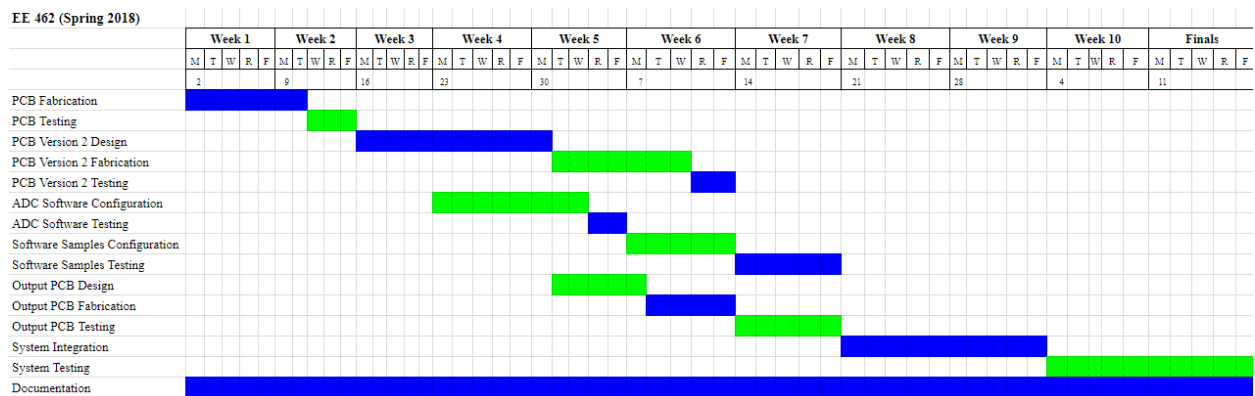 EE 462 (Spring 2018)
Week 1 Week 2 Week 3 Week 4 Week 5 Week 6 Week 7 Week 8 Week 9 Week 10 Finals
M T W R F M T W R F M T W R F M T W R F M T W R F M T W R F M T W R F M T W R F M T W R F M T W R F M T W R F
2 9 16 23 30 7 14 21 28 4 11
PCB Fabrication
PCB Testing
PCB Version 2 Design
PCB Version 2 Fabrication
PCB Version 2 Testing
ADC Software Configuration
ADC Software Testing
Software Samples Configuration
Software Samples Testing
Output PCB Design
Output PCB Fabrication
Output PCB Testing
System Integration
System Testing
Documentation